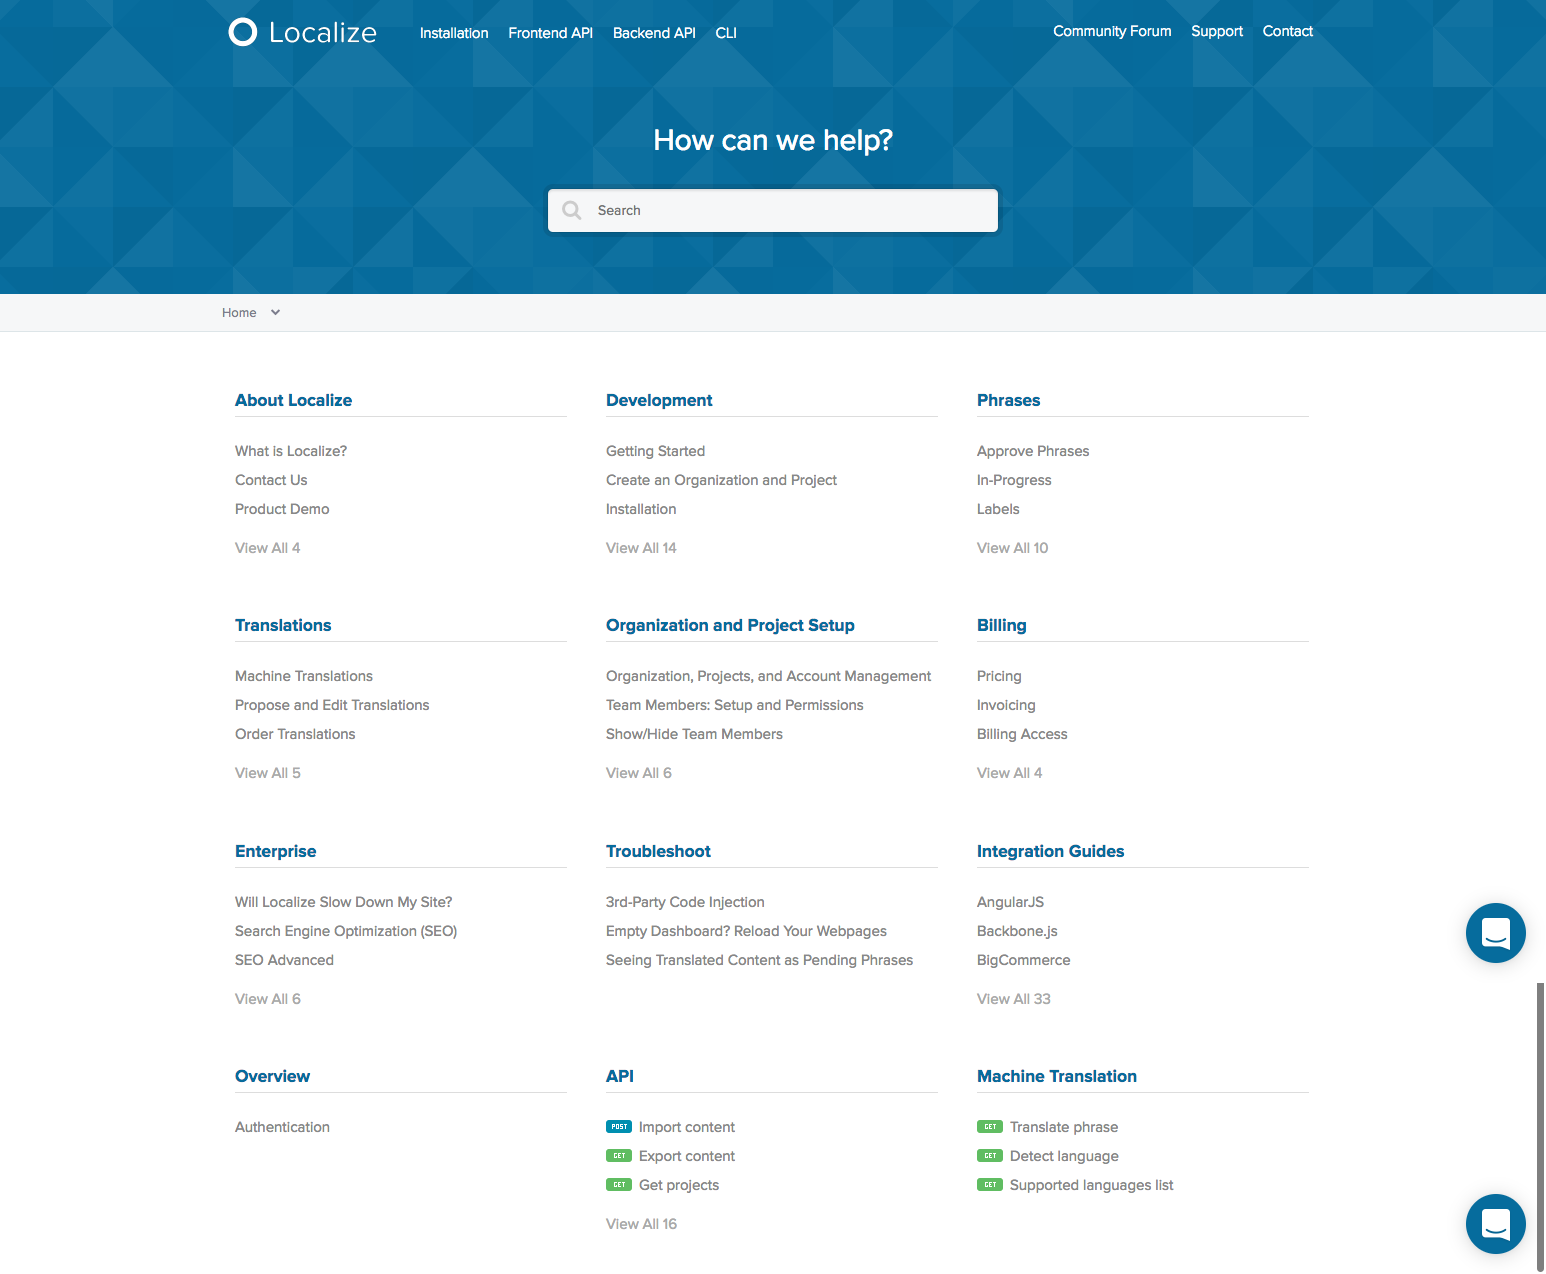 Localize
Installation Frontend API Backend API CLI
Community Forum Support Contact
How can we help?
Search
Home
About Localize
What is Localize?
Contact Us
Product Demo
View All 4
Development
Getting Started
Create an Organization and Project
Installation
View All 14
Phrases
Approve Phrases
In-Progress
Labels
View All 10
Translations
Machine Translations
Propose and Edit Translations
Order Translations
View All 5
Organization and Project Setup
Organization, Projects, and Account Management
Team Members: Setup and Permissions
Show/Hide Team Members
View All 6
Billing
Pricing
Invoicing
Billing Access
View All 4
Enterprise
Will Localize Slow Down My Site?
Search Engine Optimization (SEO)
SEO Advanced
View All 6
Troubleshoot
3rd-Party Code Injection
Empty Dashboard? Reload Your Webpages
Seeing Translated Content as Pending Phrases
Integration Guides
AngularJS
Backbone.js
BigCommerce
View All 33
Overview
Authentication
API
POST Import content
GET Export content
GET Get projects
View All 16
Machine Translation
GET Translate phrase
GET Detect language
GET Supported languages list